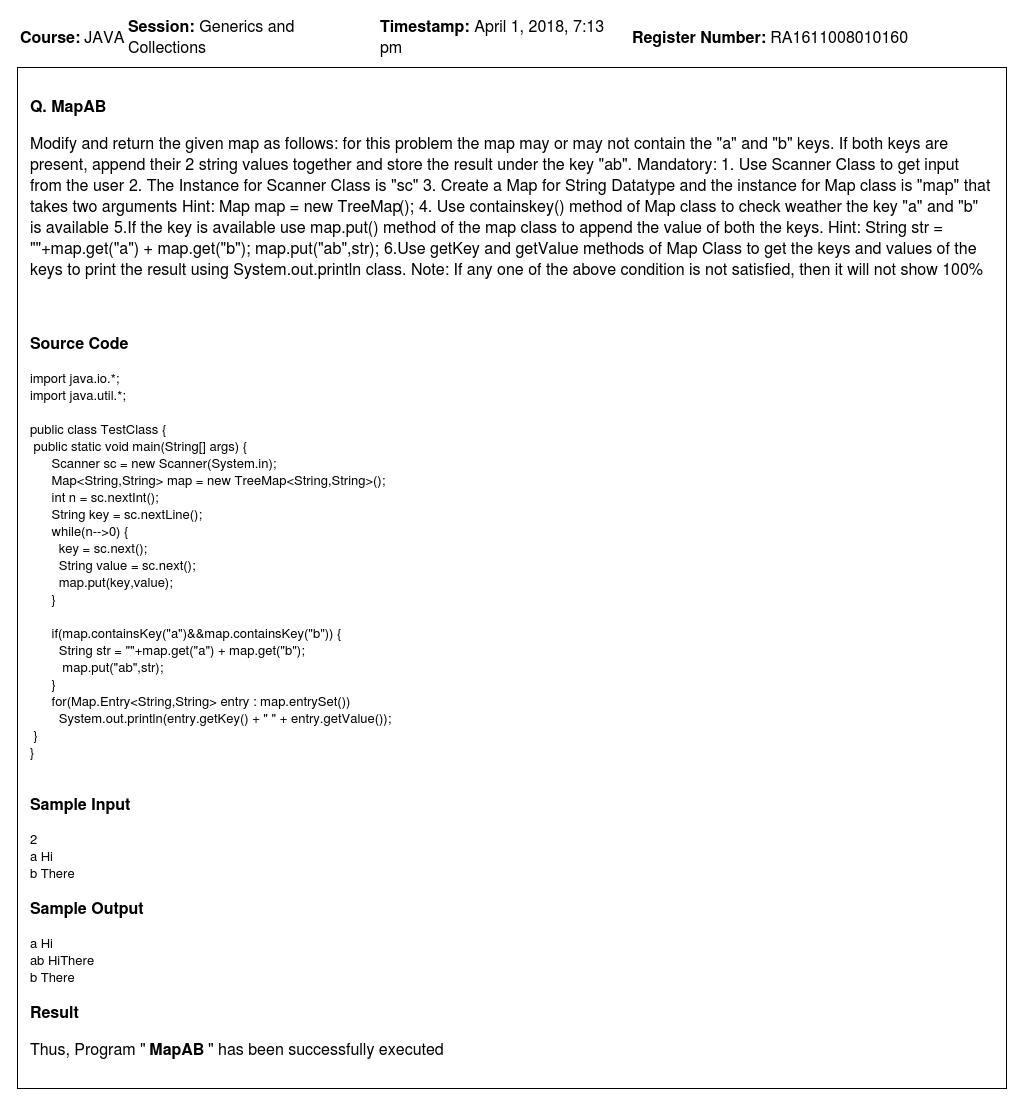 Course: JAVA Session: Generics and Collections Timestamp: April 1, 2018, 7:13 pm Register Number: RA1611008010160
Q. MapAB
Modify and return the given map as follows: for this problem the map may or may not contain the "a" and "b" keys. If both keys are
present, append their 2 string values together and store the result under the key "ab". Mandatory: 1. Use Scanner Class to get input
from the user 2. The Instance for Scanner Class is "sc" 3. Create a Map for String Datatype and the instance for Map class is "map" that
takes two arguments Hint: Map map = new TreeMap(); 4. Use containskey() method of Map class to check weather the key "a" and "b"
is available 5.If the key is available use map.put() method of the map class to append the value of both the keys. Hint: String str =
""+map.get("a") + map.get("b"); map.put("ab",str); 6.Use getKey and getValue methods of Map Class to get the keys and values of the
keys to print the result using System.out.println class. Note: If any one of the above condition is not satisfied, then it will not show 100%
Source Code
import java.io.*;
import java.util.*;
public class TestClass {
public static void main(String[] args) {
Scanner sc = new Scanner(System.in);
Map<String,String> map = new TreeMap<String,String>();
int n = sc.nextInt();
String key = sc.nextLine();
while(n-->0) {
key = sc.next();
String value = sc.next();
map.put(key,value);
}
if(map.containsKey("a")&&map.containsKey("b")) {
String str = ""+map.get("a") + map.get("b");
map.put("ab",str);
}
for(Map.Entry<String,String> entry : map.entrySet())
System.out.println(entry.getKey() + " " + entry.getValue());
}
}
Sample Input
2
a Hi
b There
Sample Output
a Hi
ab HiThere
b There
Result
Thus, Program " MapAB " has been successfully executed